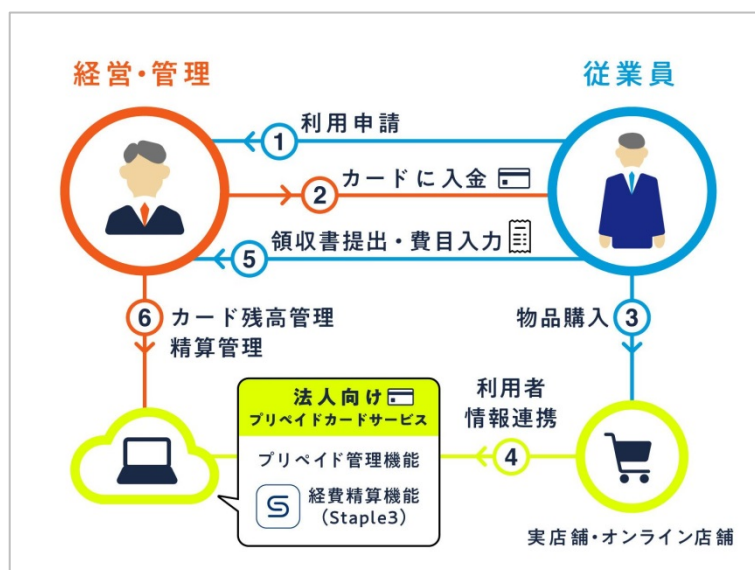 経営・管理
従業員
1
利用申請
2
カードに入金
5
領収書提出・費目入力
6
カード残高管理
精算管理
物品購入
3
法人向け
プリペイドカードサービス
プリペイド管理機能
経費精算機能
（Staple3）
利用者
情報連携
4
実店舗・オンライン店舗